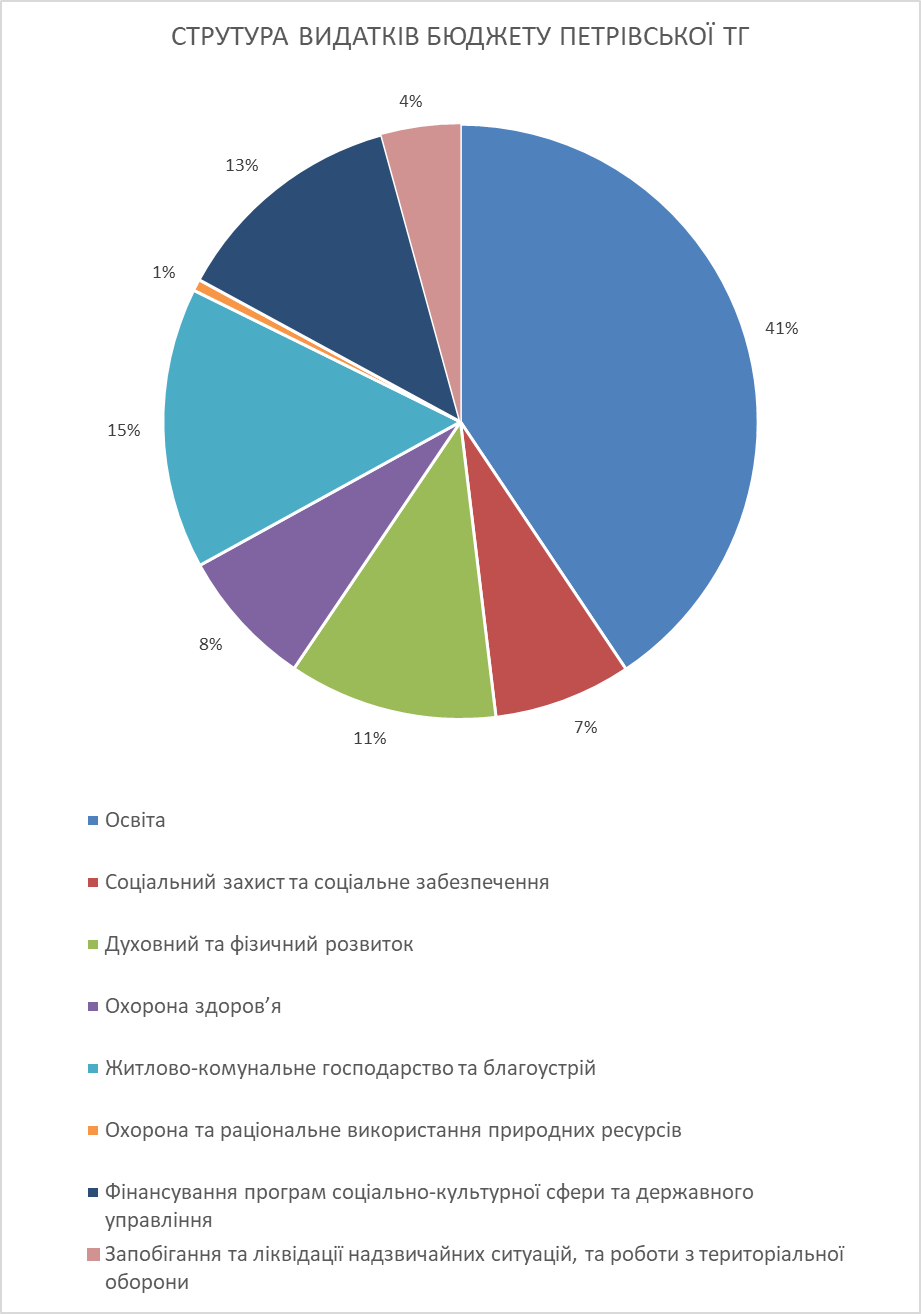 СТРУТУРА ВИДАТКІВ БЮДЖЕТУ ПЕТРІВСЬКОЇ ТГ
4%
13%
1%
41%
15%
8%
7%
11%
Освіта
Соціальний захист та соціальне забезпечення
Духовний та фізичний розвиток
Охорона здоров’я
Житлово-комунальне господарство та благоустрій
Охорона та раціональне використання природних ресурсів
Фінансування програм соціально-культурної сфери та державного
управління
Запобігання та ліквідації надзвичайних ситуацій, та роботи з територіальної
оборони